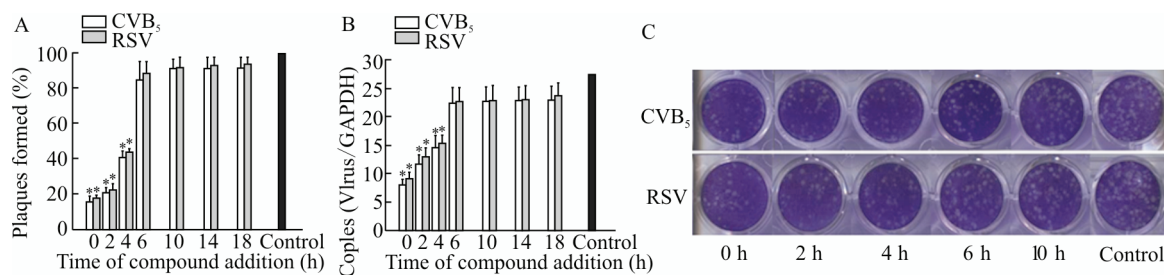 A
CVB5
RSV
Plaques formed (%)
100
80
60
40
20
0
**
**
**
0 2 4 6 10 14 18 Control
Time of compound addition (h)
B
CVB5
RSV
Coples (VIrus/GAPDH)
30
25
20
15
10
5
0
**
**
**
0 2 4 6 10 14 18 Control
Time of compound addition (h)
C
CVB5
RSV
0 h 2 h 4 h 6 h 10 h Control